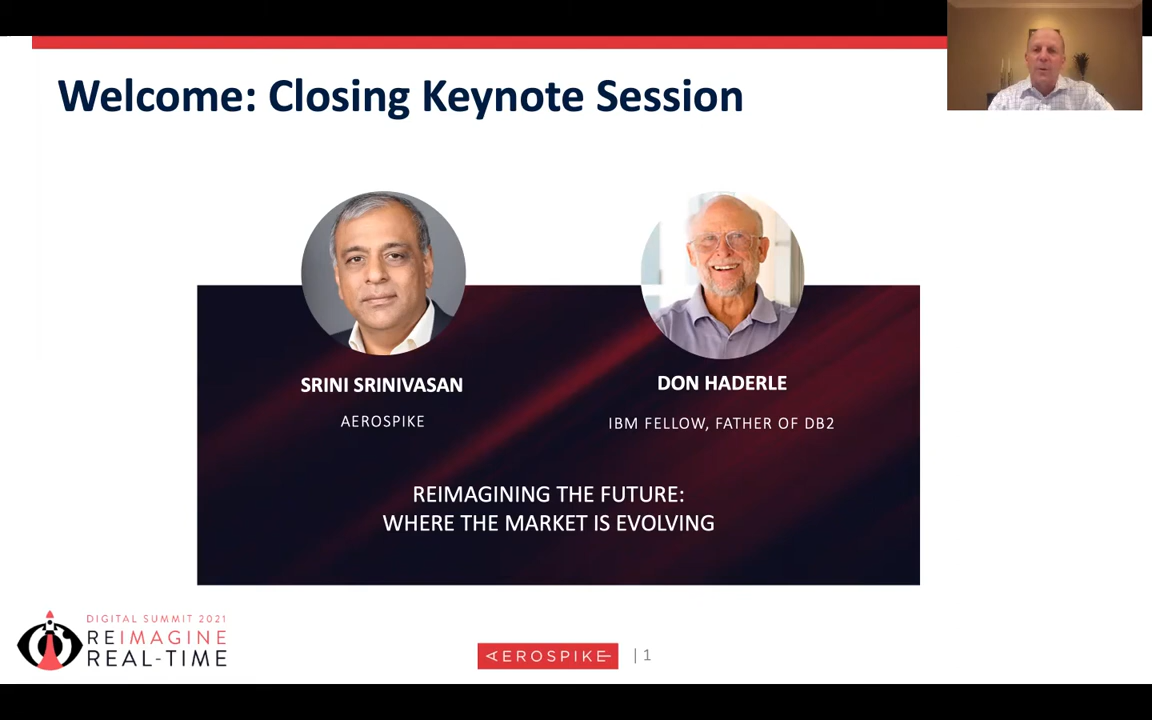 Welcome: Closing Keynote Session
SRINI SRINIVASAN
AEROSPIKE
DON HADERLE
IBM FELLOW, FATHER OF DB2
REIMAGINING THE FUTURE:
WHERE THE MARKET IS EVOLVING
DIGITAL SUMMIT 2021
REIMAGINE
REAL-TIME
AEROSPIKE | 1